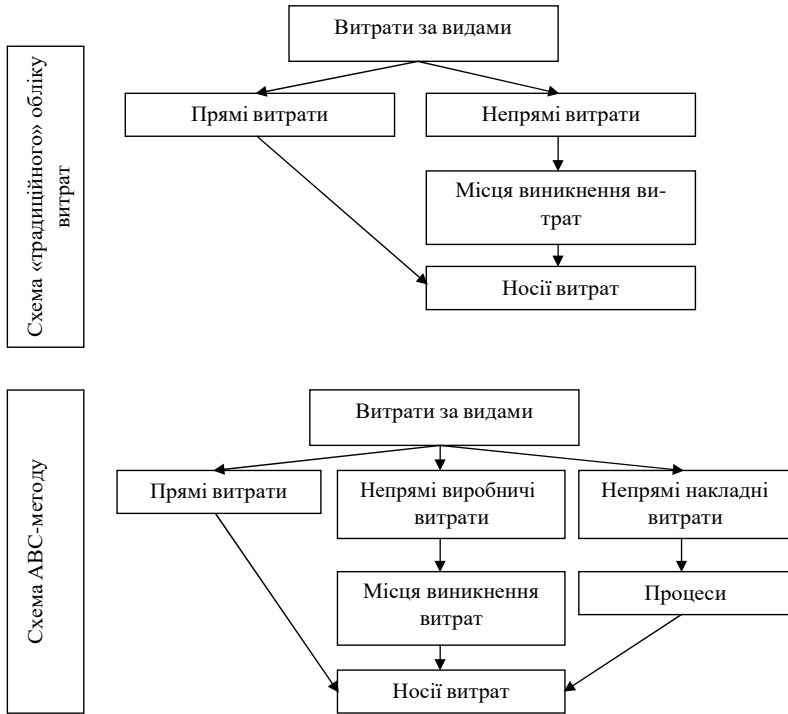 Схема «традиційного» обліку
витрат
Витрати за видами
Прямі витрати
Непрямі витрати
Місця виникнення ви-
трат
Носії витрат
Схема АВС-методу
Витрати за видами
Прямі витрати
Непрямі виробничі
витрати
Непрямі накладні
витрати
Місця виникнення
витрат
Процеси
Носії витрат